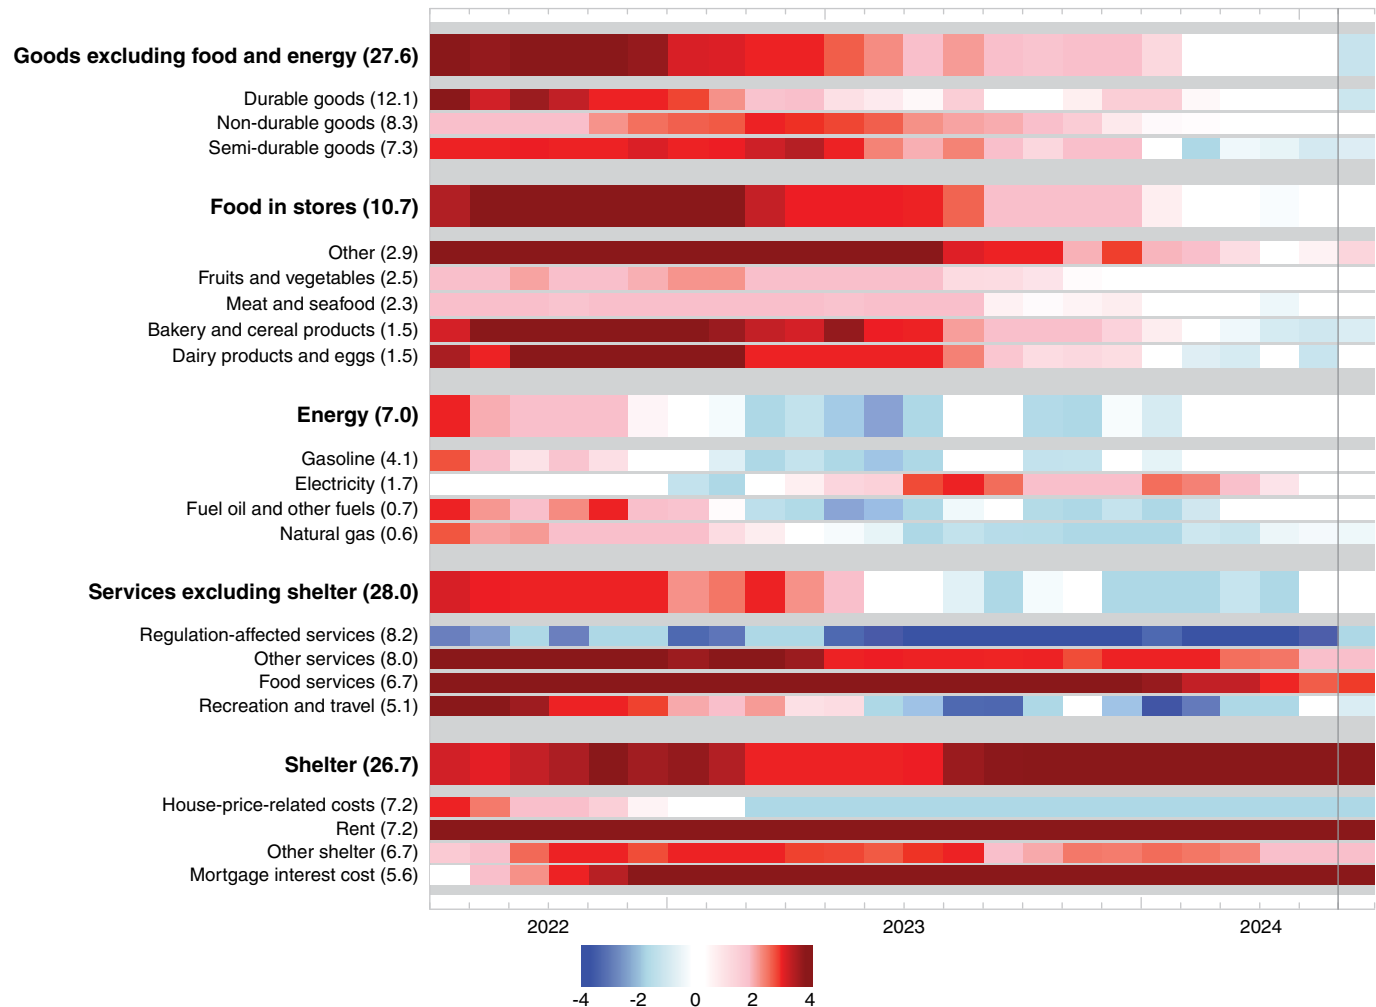 Goods excluding food and energy (27.6)
Durable goods (12.1)
Non-durable goods (8.3)
Semi-durable goods (7.3)
Food in stores (10.7)
Other (2.9)
Fruits and vegetables (2.5)
Meat and seafood (2.3)
Bakery and cereal products (1.5)
Dairy products and eggs (1.5)
Energy (7.0)
Gasoline (4.1)
Electricity (1.7)
Fuel oil and other fuels (0.7)
Natural gas (0.6)
Services excluding shelter (28.0)
Regulation-affected services (8.2)
Other services (8.0)
Food services (6.7)
Recreation and travel (5.1)
Shelter (26.7)
House-price-related costs (7.2)
Rent (7.2)
Other shelter (6.7)
Mortgage interest cost (5.6)
2022 2023 2024
-4 -2 0 2 4